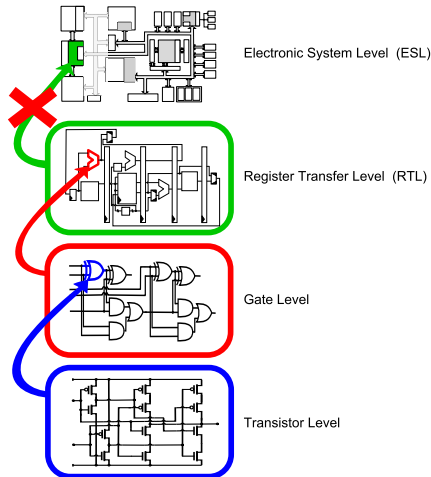 Electronic System Level  (ESL)
Register Transfer Level  (RTL)
Gate Level
Transistor Level